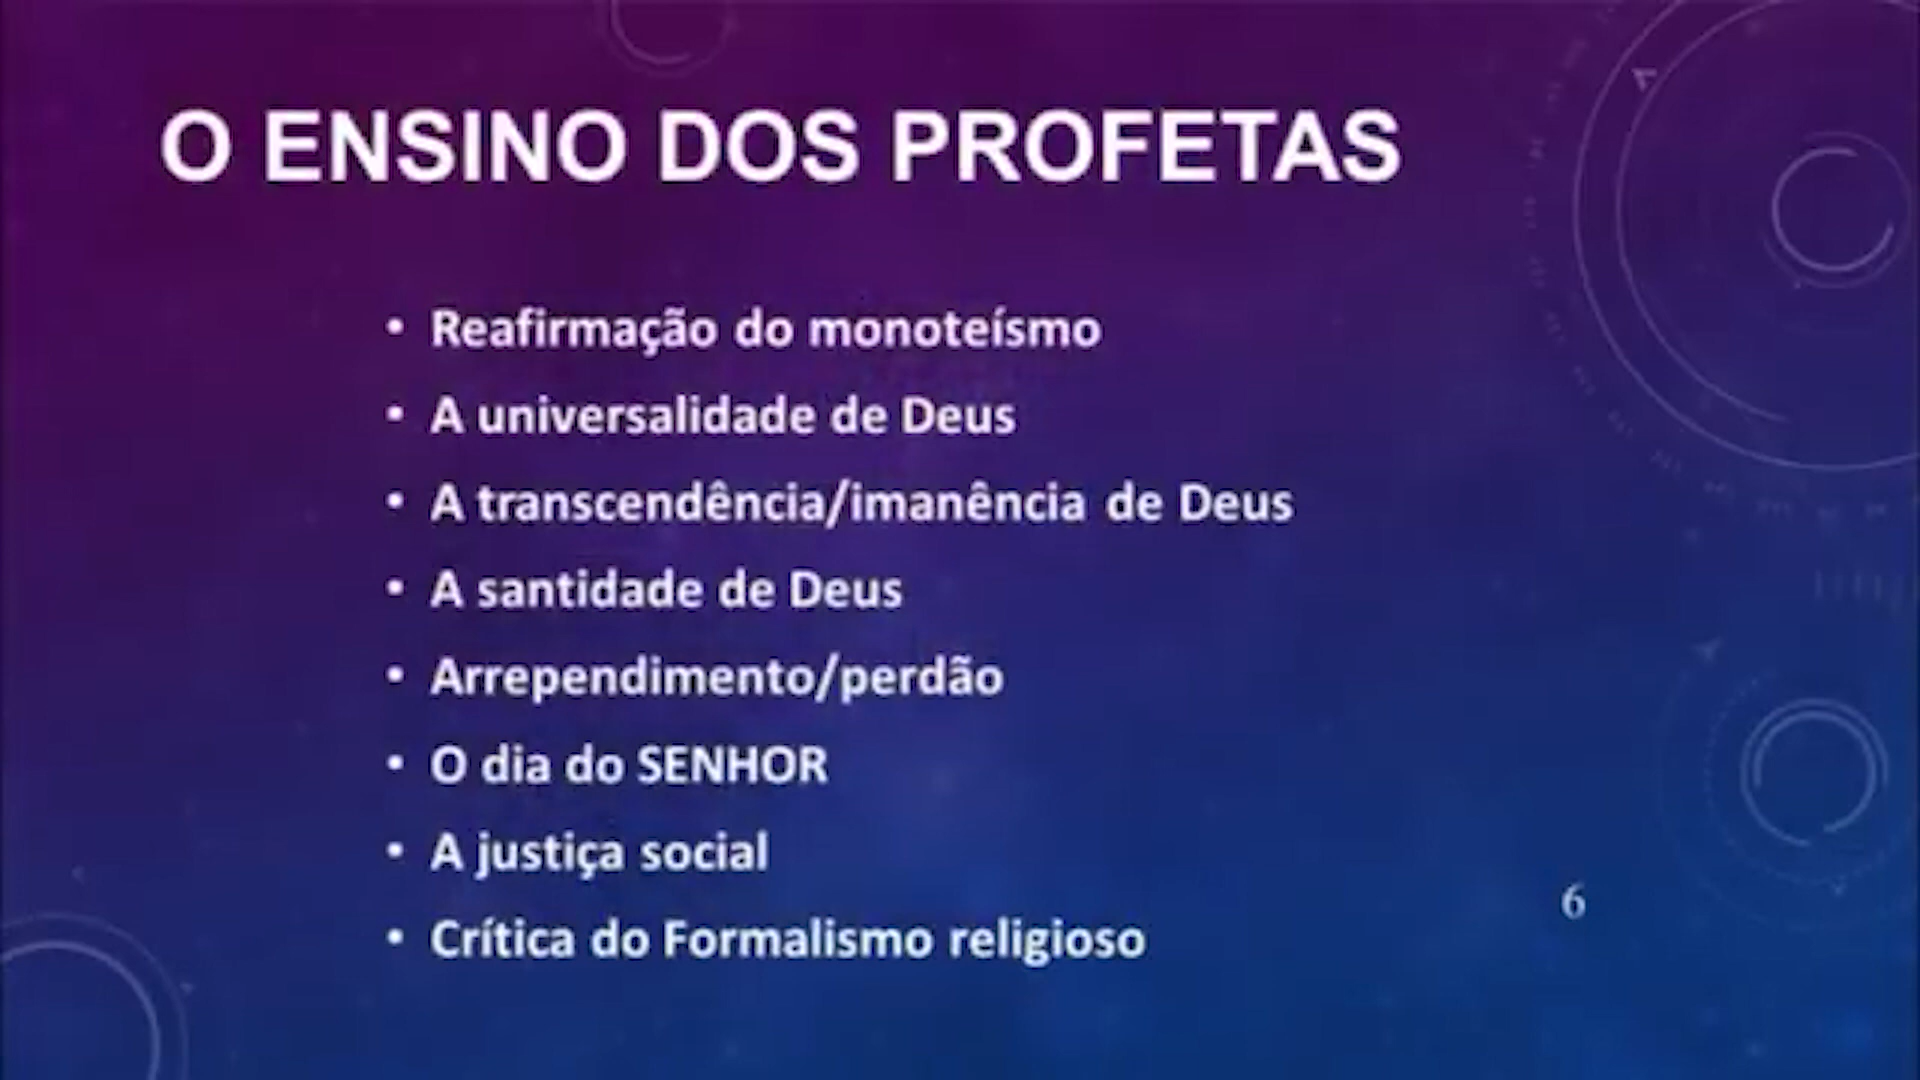 O ENSINO DOS PROFETAS
• Reafirmação do monoteísmo
• A universalidade de Deus
• A transcendência/imanência de Deus
• A santidade de Deus
• Arrependimento/perdão
• O dia do SENHOR
• A justiça social
• Crítica do Formalismo religioso
6